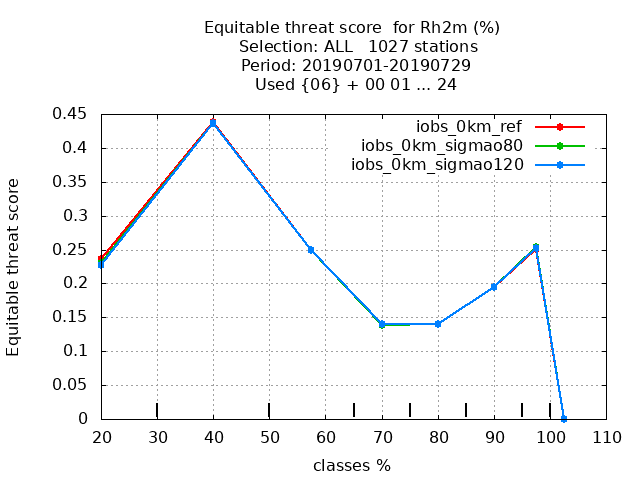 Equitable threat score  for Rh2m (%)
Selection: ALL   1027 stations
Period: 20190701-20190729
Used {06} + 00 01 ... 24
0.45
0.4
0.35
0.3
0.25
0.2
0.15
0.1
0.05
0
Equitable threat score
iobs_0km_ref
iobs_0km_sigmao80
iobs_0km_sigmao120
20 30 40 50 60 70 80 90 100 110
classes %